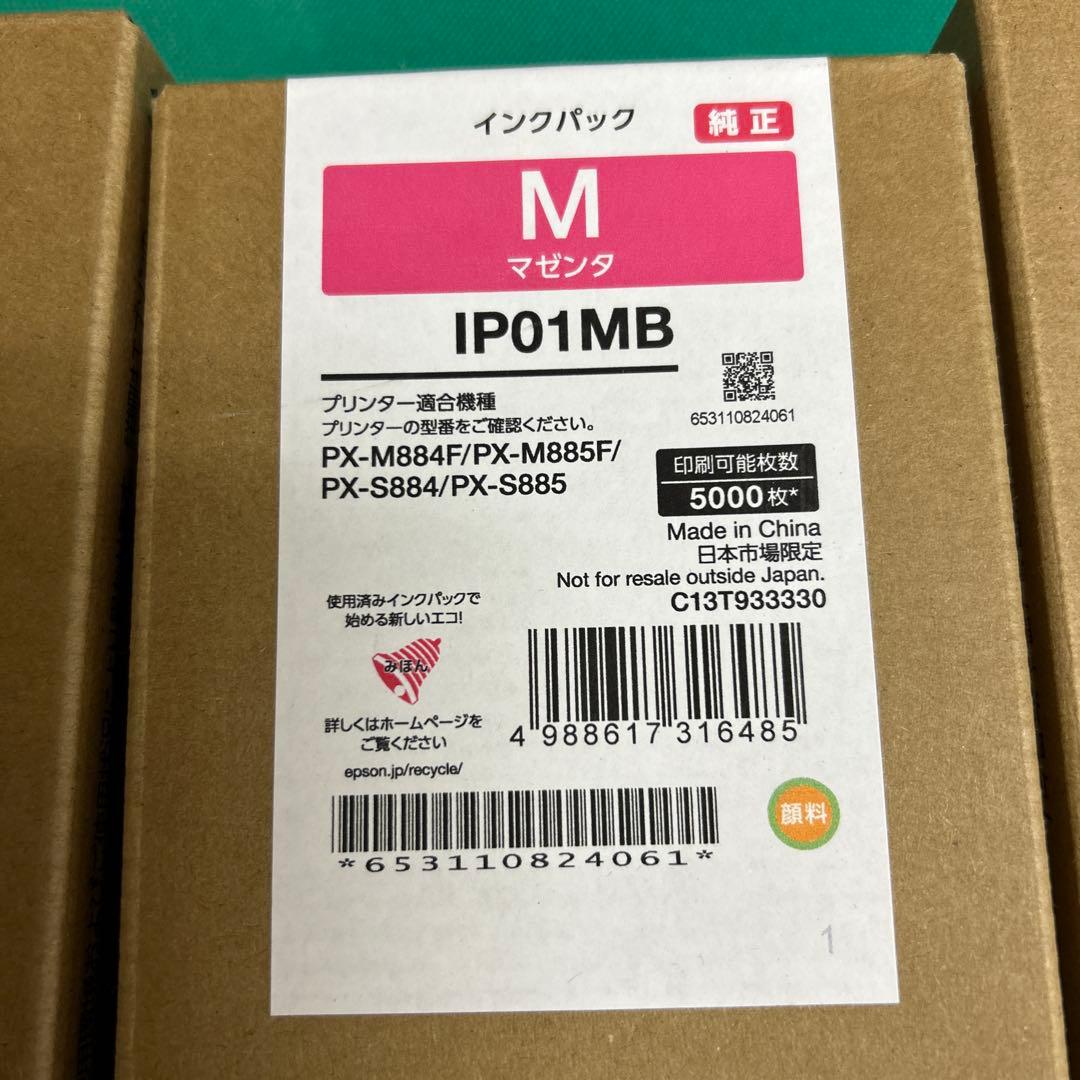 インクパック 純正
M
マゼンタ
IP01MB
653110824061
プリンター適合機種
プリンターの型番をご確認ください。
PX-M884F/PX-M885F/
PX-S884/PX-S885
印刷可能枚数
5000枚*
Made in China
日本市場限定
Not for resale outside Japan.
C13T933330
使用済みインクパックで
始める新しいエコ!
みほん
詳しくはホームページを
ご覧ください
epson.jp/recycle/
4 988617 316485
*653110824061*
顔料
1